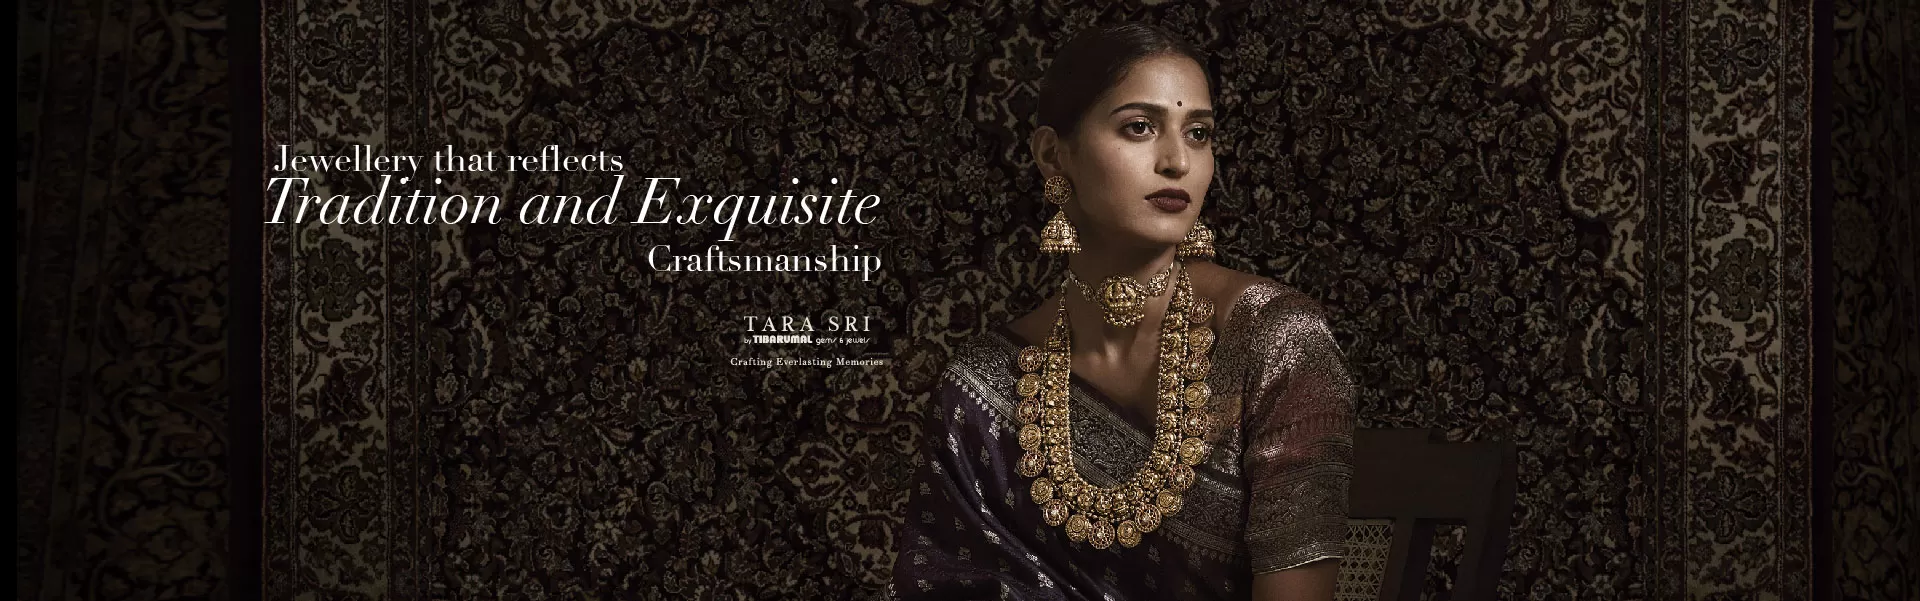 Jewellery that reflects
Tradition and Exquisite
Craftsmanship
TARA SRI
by TIBARUMAL gems & jewels
Crafting Everlasting Memories